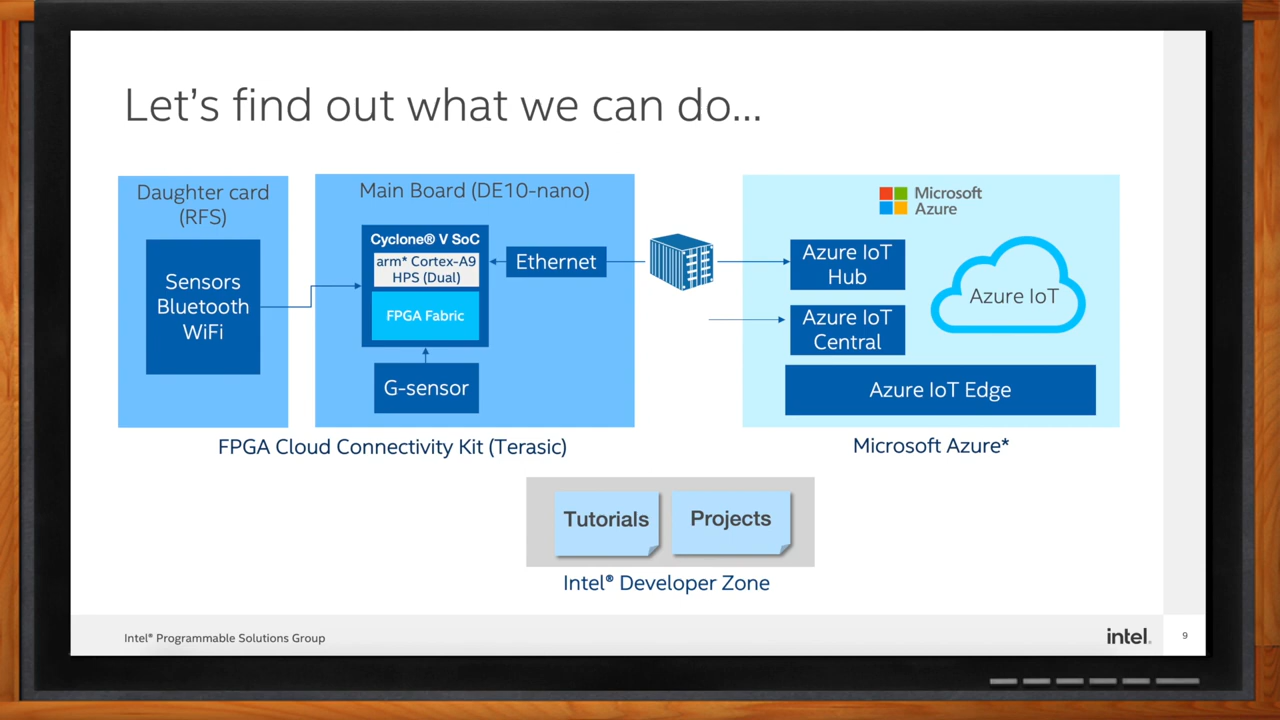 Let's find out what we can do...
Daughter card
(RFS)
Sensors
Bluetooth
WiFi
Main Board (DE10-nano)
Cyclone® V SoC
arm* Cortex-A9
HPS (Dual)
FPGA Fabric
G-sensor
Ethernet
FPGA Cloud Connectivity Kit (Terasic)
Microsoft
Azure
Azure IoT
Hub
Azure IoT
Central
Azure IoT
Azure IoT Edge
Microsoft Azure*
Tutorials
Projects
Intel® Developer Zone
Intel® Programmable Solutions Group
intel.
9